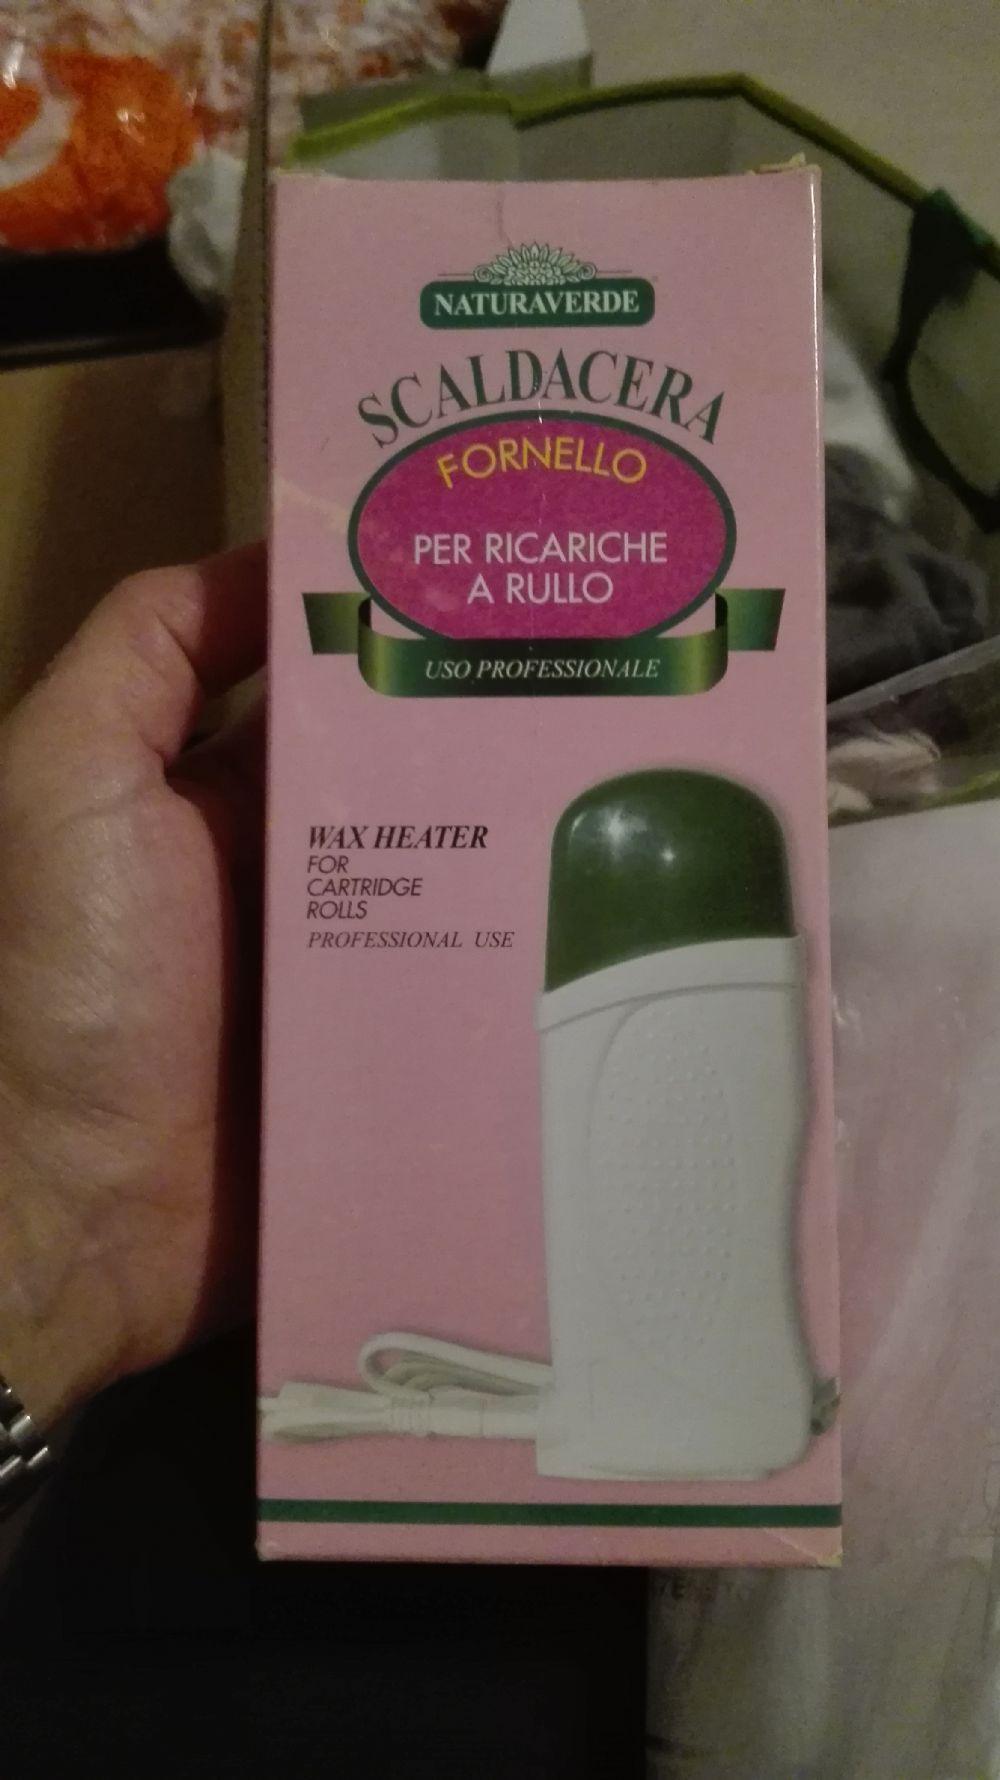 NATURAVERDE
SCALDACERA
FORNELLO
PER RICARICHE
A RULLO
USO PROFESSIONALE
WAX HEATER
FOR
CARTRIDGE
ROLLS
PROFESSIONAL USE